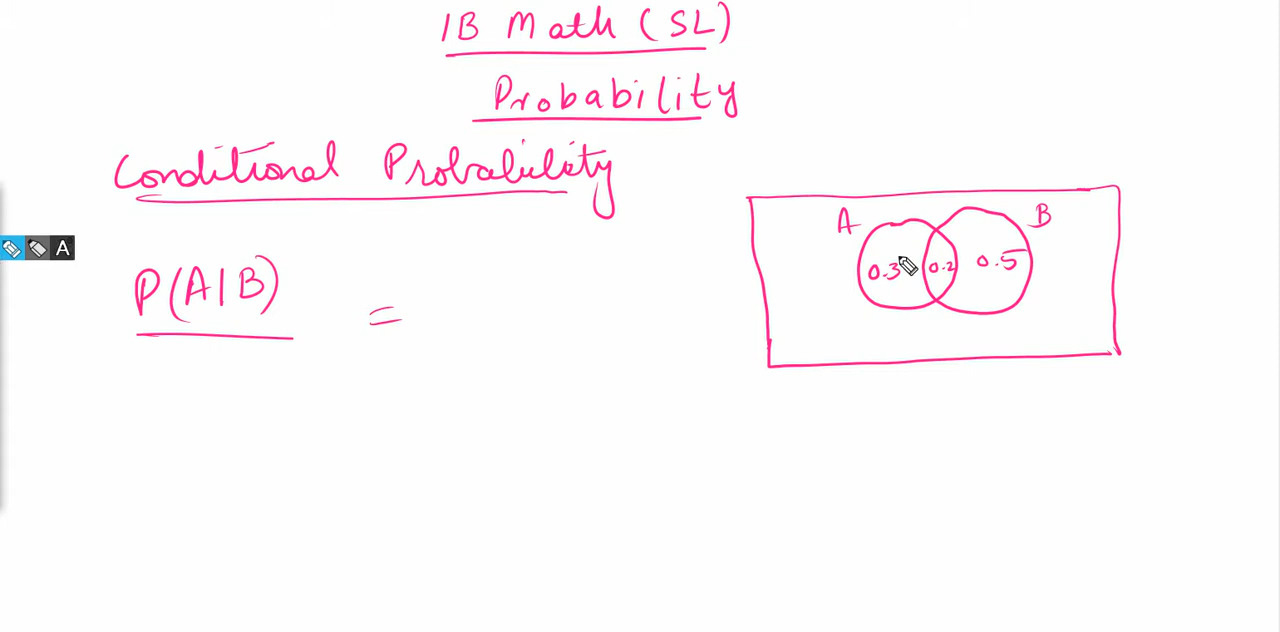 IB Math (SL)
Probability
Conditional Probability
A B
0.3 0.2 0.5
A
P(A|B) =